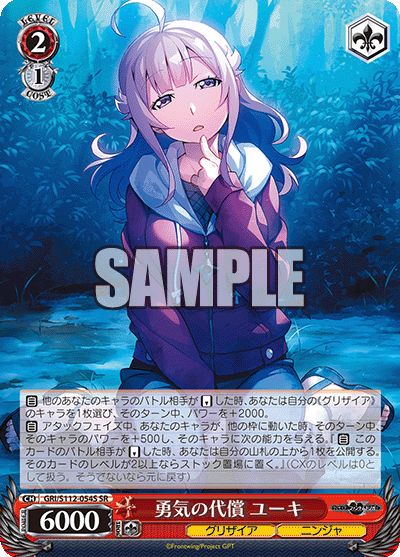 LEVEL
2
1
COST
SAMPLE
【自】 他のあなたのキャラのバトル相手が【リバース】した時、あなたは自分の《グリザイア》
のキャラを1枚選び、そのターン中、パワーを+2000。
【自】 アタックフェイズ中、他のあなたのキャラが、他の枠に動いた時、そのターン
中、そのキャラのパワーを+500し、そのキャラに次の能力を与える。『【自】 この
カードのバトル相手が【リバース】した時、あなたは自分の山札の上から1枚を公開する。
そのカードのレベルが2以上ならストック置場に置く。』(CXのレベルは0と
して扱う。そうでないなら元に戻す)
GRI/S112-054S SR
POWER
6000
勇気の代償 ユーキ
グリザイア
ニンジャ
©Frontwing/Project GPT